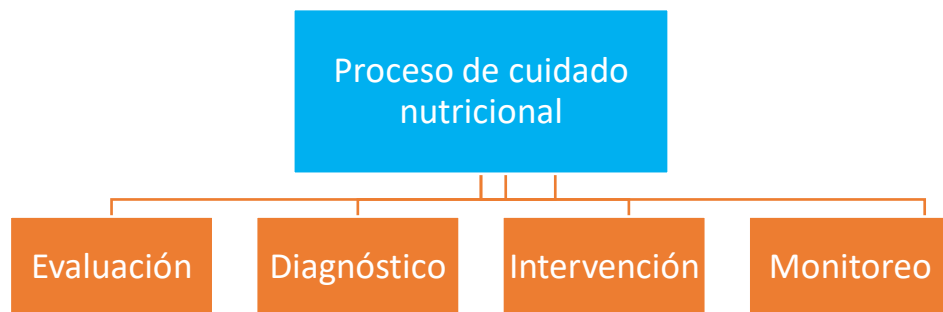 Proceso de cuidado
nutricional
Evaluación
Diagnóstico
Intervención
Monitoreo